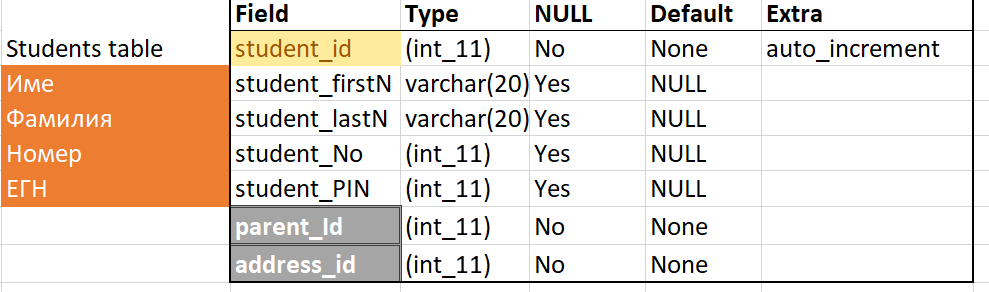 Field Type NULL Default Extra
Students table student_id (int_11) No None auto_increment
Име student_firstN varchar(20) Yes NULL
Фамилия student_lastN varchar(20) Yes NULL
Номер student_No (int_11) Yes NULL
ЕГН student_PIN (int_11) Yes NULL
parent_Id (int_11) No None
address_id (int_11) No None